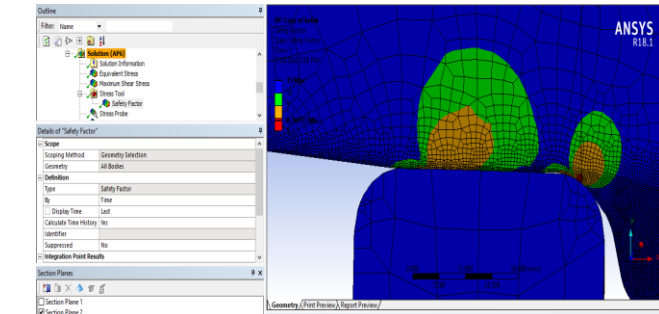 Outline
Filter: Name
Solution (AF6)
Solution Information
Equivalent Stress
Maximum Shear Stress
Stress Tool
Safety Factor
Stress Probe
Details of "Safety Factor"
Scope
Scoping Method Geometry Selection
Geometry All Bodies
Definition
Type Safety Factor
By Time
Display Time Last
Calculate Time History Yes
Identifier
Suppressed No
Integration Point Results
Section Planes
Section Plane 1
Section Plane 2
ANSYS
R18.1
Geometry Print Preview Report Preview